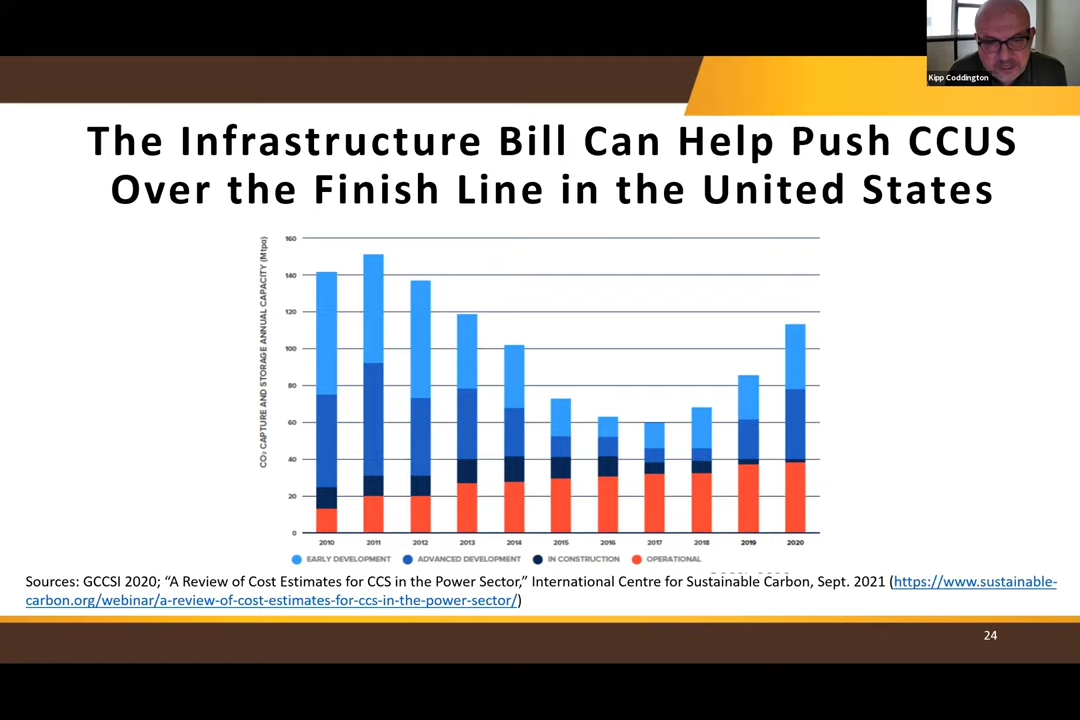 Kipp Coddington
The Infrastructure Bill Can Help Push CCUS
Over the Finish Line in the United States
CO₂ CAPTURE AND STORAGE ANNUAL CAPACITY (Mtpa)
160
140
120
100
80
60
40
20
0
2010 2011 2012 2013 2014 2015 2016 2017 2018 2019 2020
EARLY DEVELOPMENT ADVANCED DEVELOPMENT IN CONSTRUCTION OPERATIONAL
Sources: GCCSI 2020; “A Review of Cost Estimates for CCS in the Power Sector,” International Centre for Sustainable Carbon, Sept. 2021 (https://www.sustainable-
carbon.org/webinar/a-review-of-cost-estimates-for-ccs-in-the-power-sector/)
24